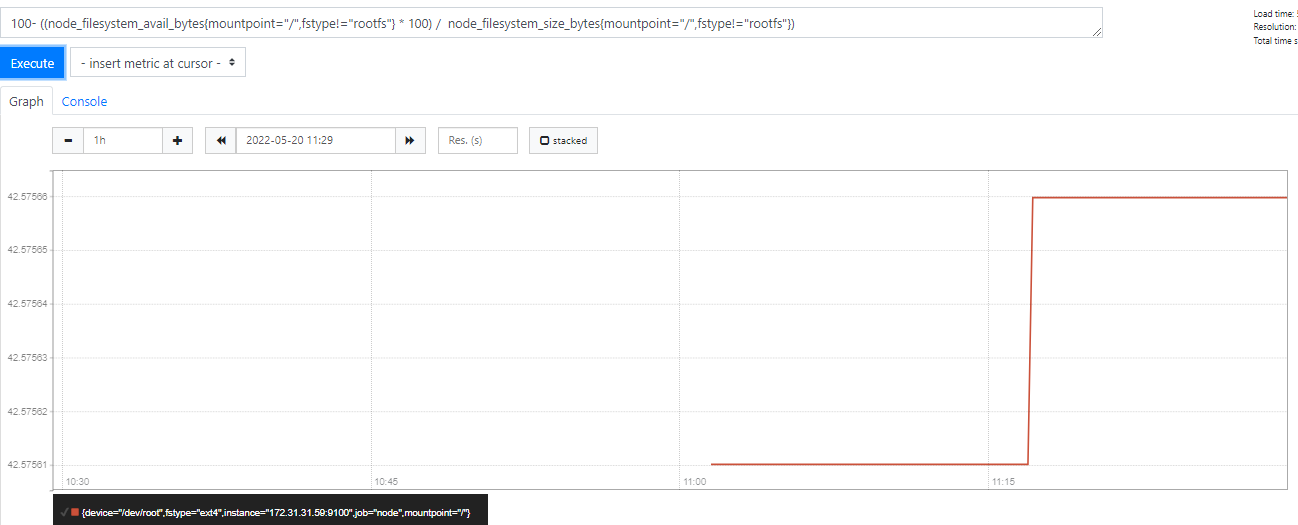 100- ((node_filesystem_avail_bytes{mountpoint="/",fstype!="rootfs"} * 100) / node_filesystem_size_bytes{mountpoint="/",fstype!="rootfs"})
Load time:
Resolution:
Total time s
Execute
- insert metric at cursor -
Graph
Console
1h
2022-05-20 11:29
Res. (s)
stacked
42.57566
42.57565
42.57564
42.57563
42.57562
42.57561
10:30
10:45
11:00
11:15
{device="/dev/root",fstype="ext4",instance="172.31.31.59:9100",job="node",mountpoint="/"}